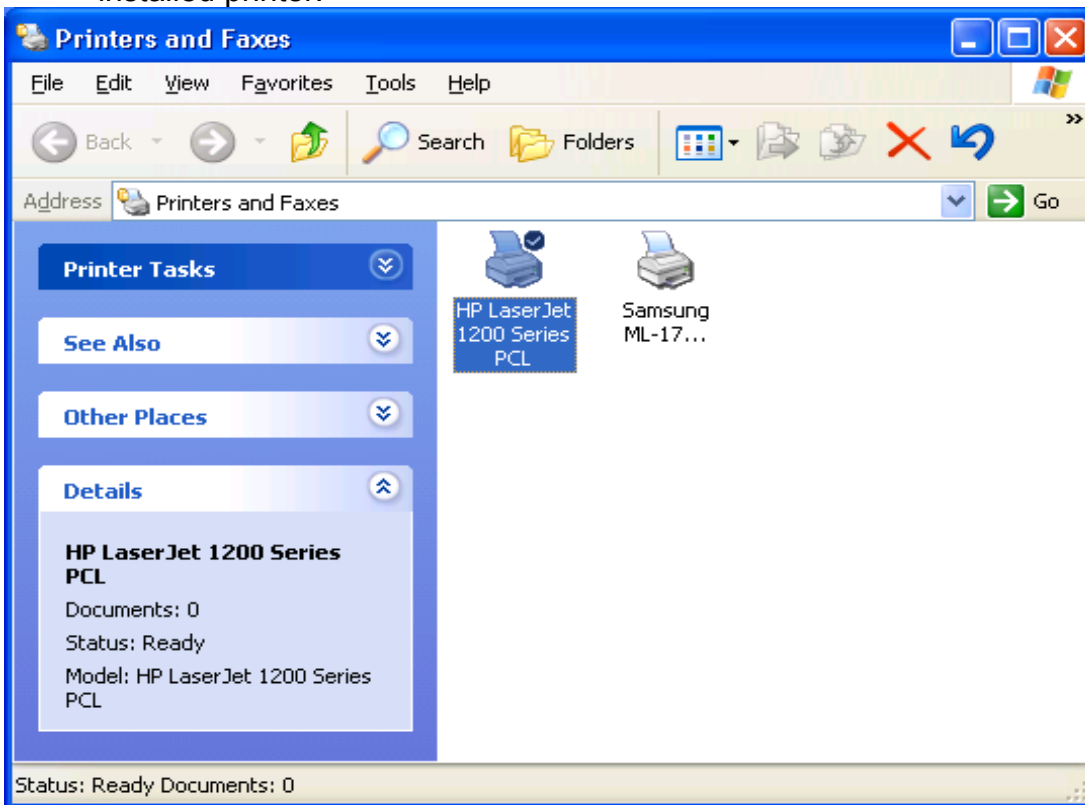 installed printer.
Printers and Faxes
File Edit View Favorites Tools Help
Back Search Folders »
Address Printers and Faxes Go
Printer Tasks
See Also
Other Places
Details
HP LaserJet 1200 Series
PCL
Documents: 0
Status: Ready
Model: HP LaserJet 1200 Series
PCL
HP LaserJet
1200 Series
PCL
Samsung
ML-17...
Status: Ready Documents: 0